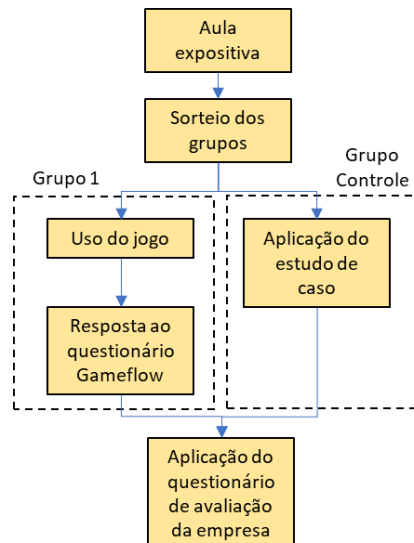 Aula
expositiva
Sorteio dos
grupos
Grupo 1
Grupo
Controle
Uso do jogo
Resposta ao
questionário
Gameflow
Aplicação do
estudo de
caso
Aplicação do
questionário
de avaliação
da empresa